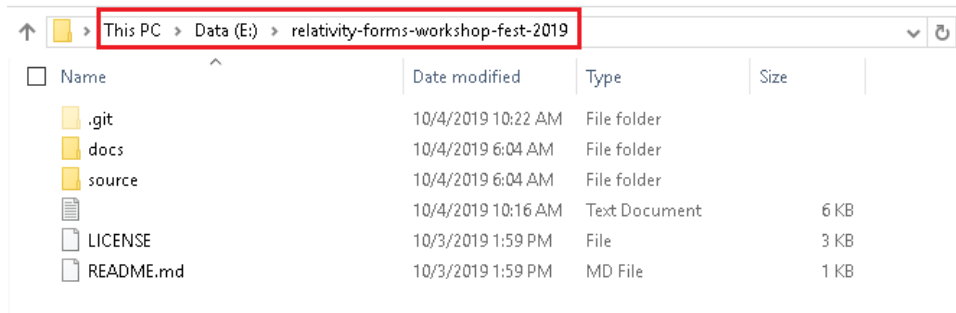 This PC > Data (E:) > relativity-forms-workshop-fest-2019
Name Date modified Type Size
.git 10/4/2019 10:22 AM File folder
docs 10/4/2019 6:04 AM File folder
source 10/4/2019 6:04 AM File folder
10/4/2019 10:16 AM Text Document 6 KB
LICENSE 10/3/2019 1:59 PM File 3 KB
README.md 10/3/2019 1:59 PM MD File 1 KB